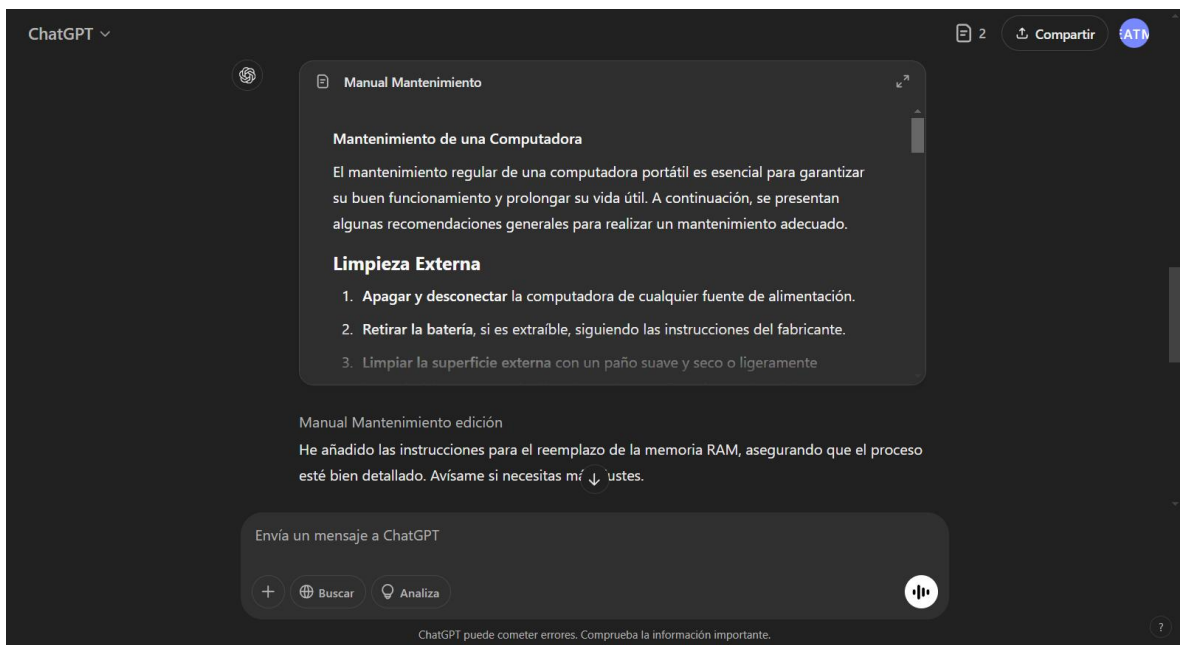 ChatGPT
2
Compartir
EATM
Manual Mantenimiento
Mantenimiento de una Computadora
El mantenimiento regular de una computadora portátil es esencial para garantizar
su buen funcionamiento y prolongar su vida útil. A continuación, se presentan
algunas recomendaciones generales para realizar un mantenimiento adecuado.
Limpieza Externa
1. Apagar y desconectar la computadora de cualquier fuente de alimentación.
2. Retirar la batería, si es extraíble, siguiendo las instrucciones del fabricante.
3. Limpiar la superficie externa con un paño suave y seco o ligeramente
Manual Mantenimiento edición
He añadido las instrucciones para el reemplazo de la memoria RAM, asegurando que el proceso
esté bien detallado. Avísame si necesitas ustes.
Envía un mensaje a ChatGPT
Buscar
Analiza
ChatGPT puede cometer errores. Comprueba la información importante.
?